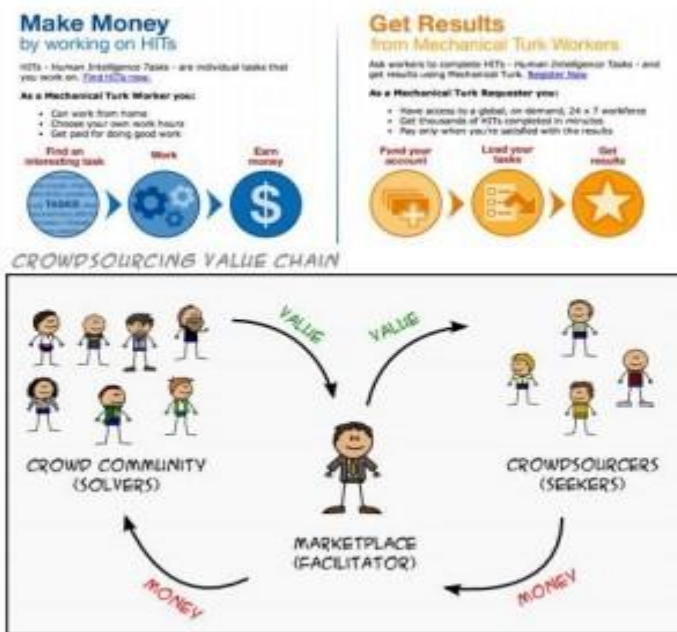 Make Money
by working on HITs
HITs - Human Intelligence Tasks - are individual tasks that
you work on. Find HITs now.
As a Mechanical Turk Worker you:
• Can work from home
• Choose your own work hours
• Get paid for doing good work
Find an
interesting task
Work
Earn
money
TASKS
$
Get Results
from Mechanical Turk Workers
Ask workers to complete HITs - Human Intelligence Tasks - and
get results using Mechanical Turk. Register Now
As a Mechanical Turk Requester you:
• Have access to a global, on-demand, 24 x 7 workforce
• Get thousands of HITs completed in minutes
• Pay only when you're satisfied with the results
Fund your
account
Load your
tasks
Get
results
CROWDSOURCING VALUE CHAIN
VALUE
VALUE
CROWD COMMUNITY
(SOLVERS)
CROWDSOURCERS
(SEEKERS)
MARKETPLACE
(FACILITATOR)
MONEY
MONEY